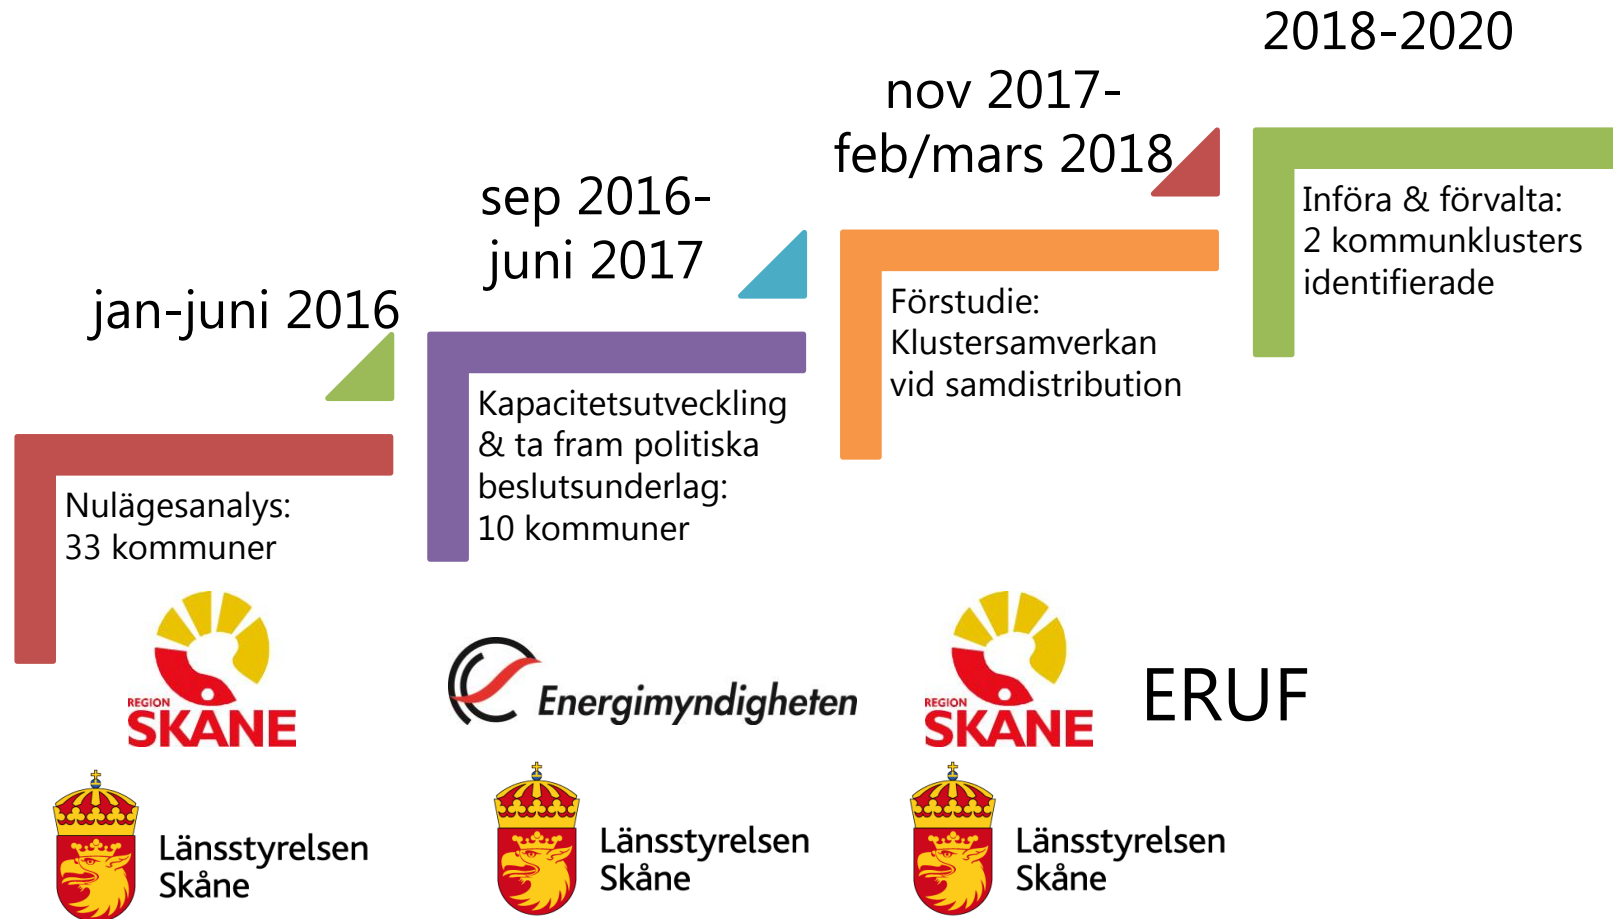 jan-juni 2016
Nulägesanalys:
33 kommuner
sep 2016-
juni 2017
Kapacitetsutveckling
& ta fram politiska
beslutsunderlag:
10 kommuner
nov 2017-
feb/mars 2018
Förstudie:
Klustersamverkan
vid samdistribution
2018-2020
Införa & förvalta:
2 kommunklusters
identifierade
REGION
SKÅNE
Energimyndigheten
REGION
SKÅNE
ERUF
Länsstyrelsen
Skåne
Länsstyrelsen
Skåne
Länsstyrelsen
Skåne